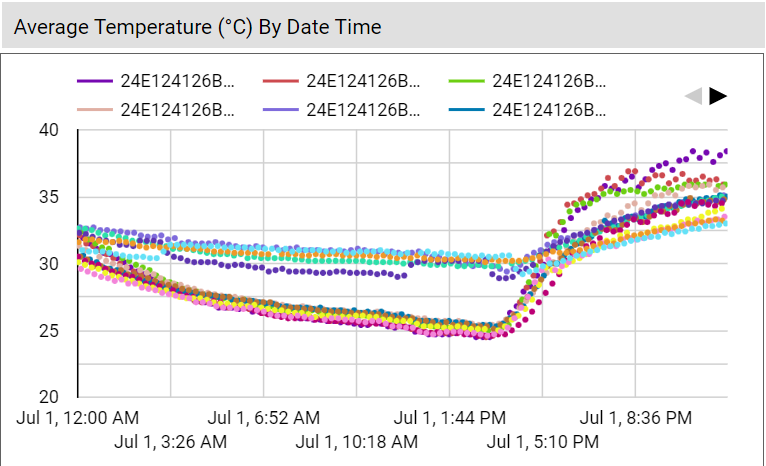 Average Temperature (°C) By Date Time
24E124126B... 24E124126B... 24E124126B...
24E124126B... 24E124126B... 24E124126B...
40
35
30
25
20
Jul 1, 12:00 AM Jul 1, 6:52 AM Jul 1, 1:44 PM Jul 1, 8:36 PM
Jul 1, 3:26 AM Jul 1, 10:18 AM Jul 1, 5:10 PM